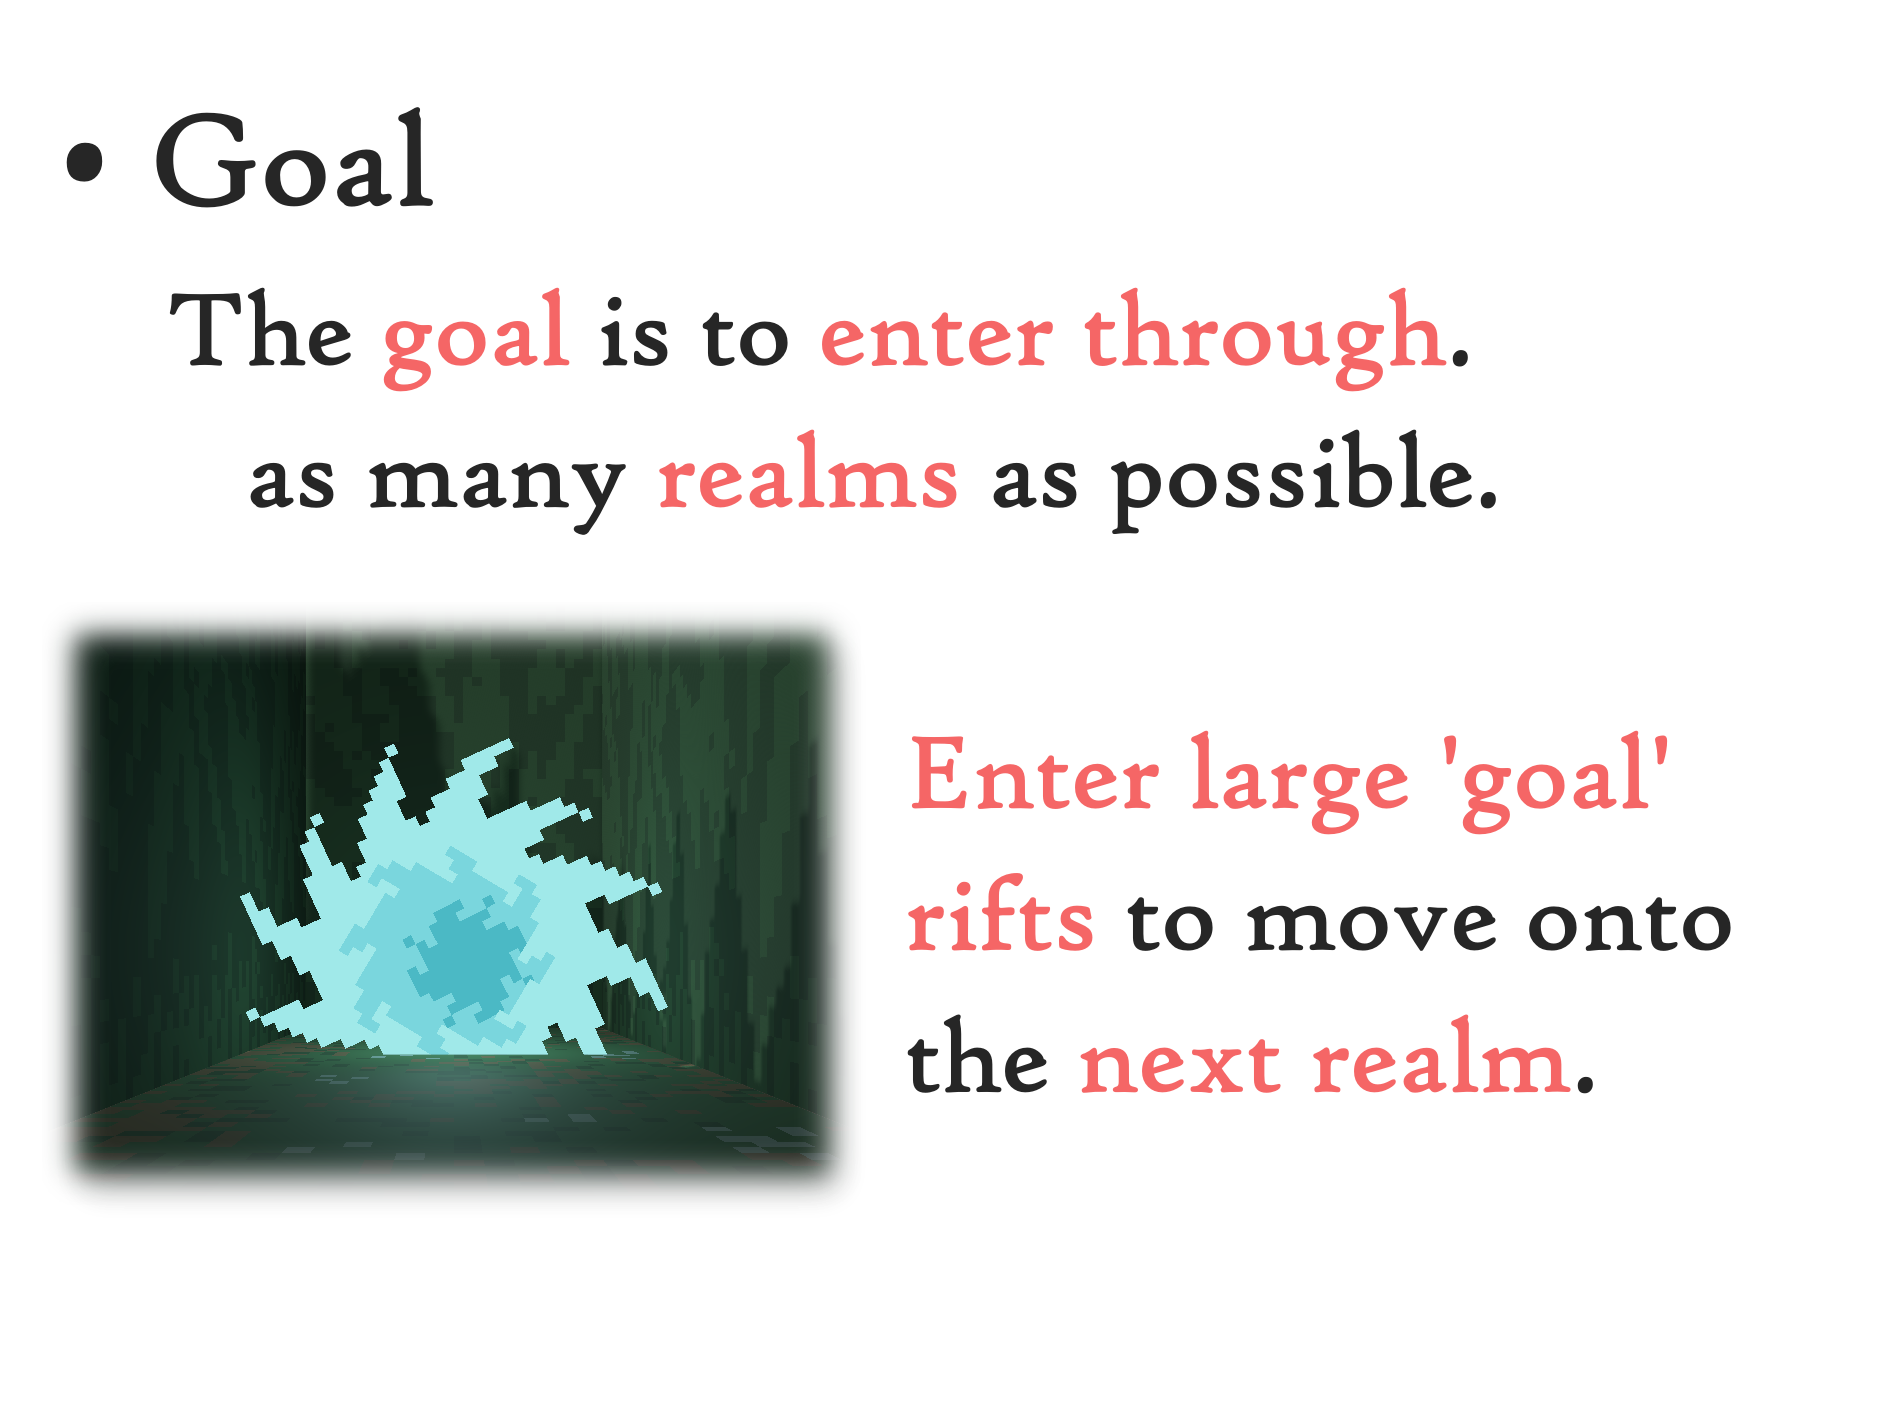 • Goal
The goal is to enter through.
as many realms as possible.
Enter large 'goal'
rifts to move onto
the next realm.